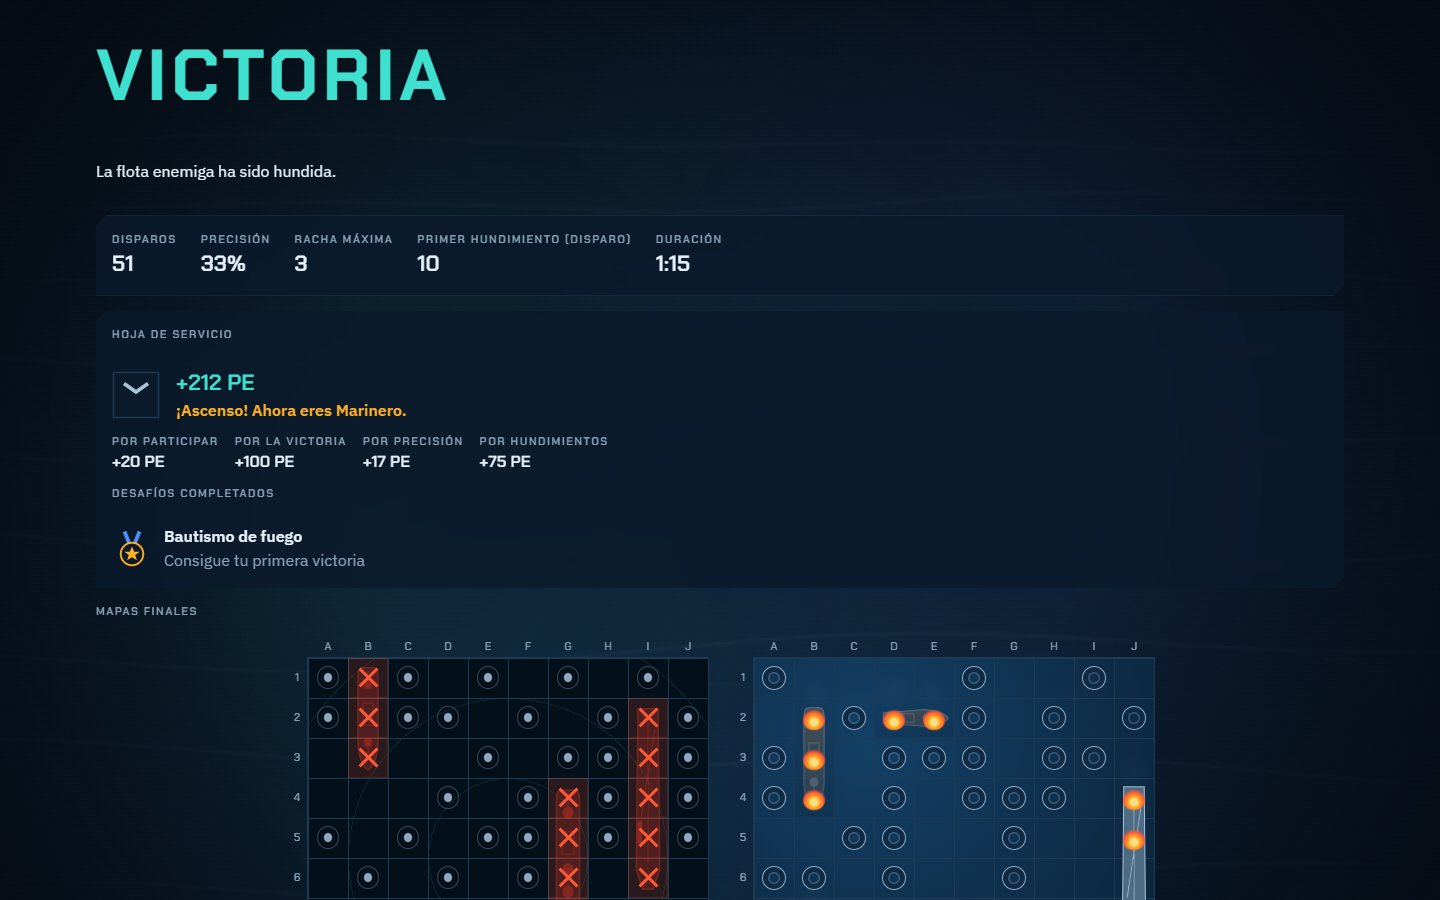 VICTORIA
La flota enemiga ha sido hundida.
DISPAROS PRECISIÓN RACHA MÁXIMA PRIMER HUNDIMIENTO (DISPARO) DURACIÓN
51 33% 3 10 1:15
HOJA DE SERVICIO
+212 PE
¡Ascenso! Ahora eres Marinero.
POR PARTICIPAR POR LA VICTORIA POR PRECISIÓN POR HUNDIMIENTOS
+20 PE +100 PE +17 PE +75 PE
DESAFÍOS COMPLETADOS
Bautismo de fuego
Consigue tu primera victoria
MAPAS FINALES
A B C D E F G H I J A B C D E F G H I J
1 1
2 2
3 3
4 4
5 5
6 6